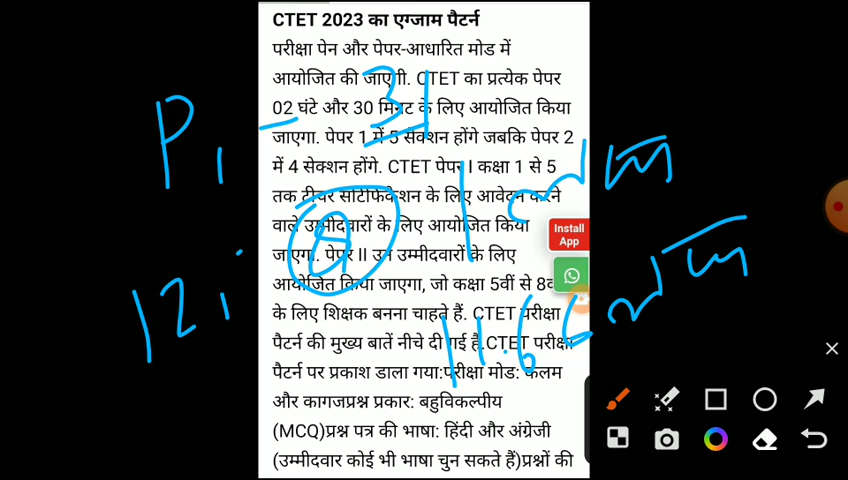 CTET 2023 का एग्जाम पैटर्न
परीक्षा पेन और पेपर-आधारित मोड में
आयोजित की जाएगी. CTET का प्रत्येक पेपर
02 घंटे और 30 मिनट के लिए आयोजित किया
जाएगा. पेपर 1 में 5 सेक्शन होंगे जबकि पेपर 2
में 4 सेक्शन होंगे. CTET पेपर I कक्षा 1 से 5
तक टीचर सर्टिफिकेशन के लिए आवेदन करने
वाले उम्मीदवारों के लिए आयोजित किया
जाएगा. पेपर II उन उम्मीदवारों के लिए
आयोजित किया जाएगा, जो कक्षा 5वीं से 8वीं
के लिए शिक्षक बनना चाहते हैं. CTET परीक्षा
पैटर्न की मुख्य बातें नीचे दी गई हैं.CTET परीक्षा
पैटर्न पर प्रकाश डाला गया:परीक्षा मोड: कलम
और कागजप्रश्न प्रकार: बहुविकल्पीय
(MCQ)प्रश्न पत्र की भाषा: हिंदी और अंग्रेजी
(उम्मीदवार कोई भी भाषा चुन सकते हैं)प्रश्नों की
Install
App
P1 - 31
11.66